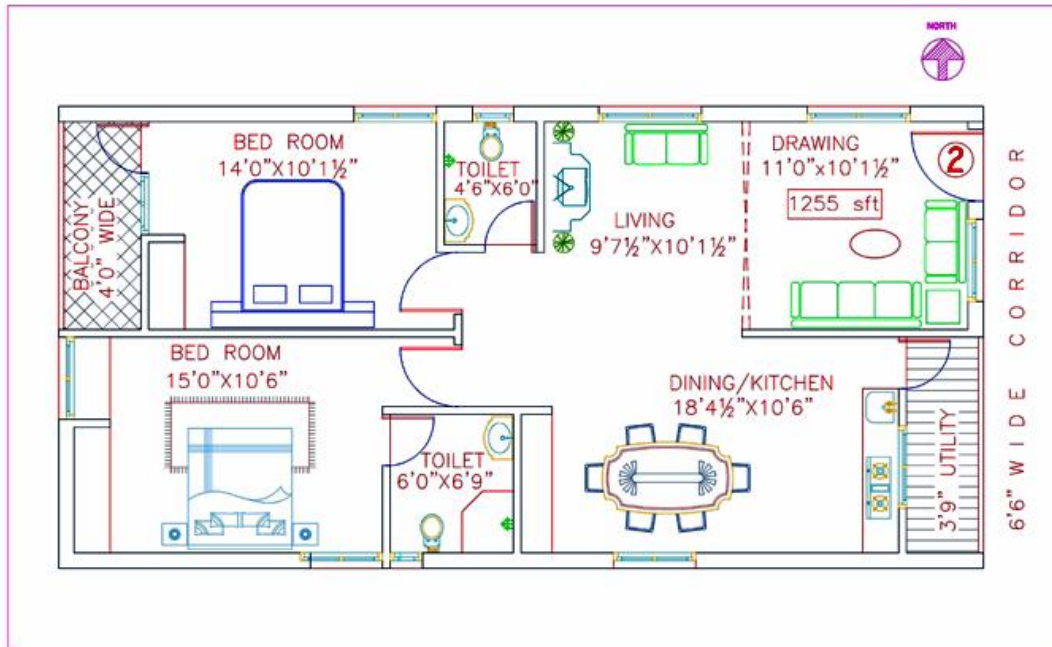 NORTH
BED ROOM
14'0"X10'1½"
TOILET
4'6"X6'0"
DRAWING
11'0"x10'1½"
2
1255 sft
LIVING
9'7½"X10'1½"
BALCONY
4'0" WIDE
BED ROOM
15'0"X10'6"
TOILET
6'0"X6'9"
DINING/KITCHEN
18'4½"X10'6"
3'9" UTILITY
6'6" WIDE CORRIDOR